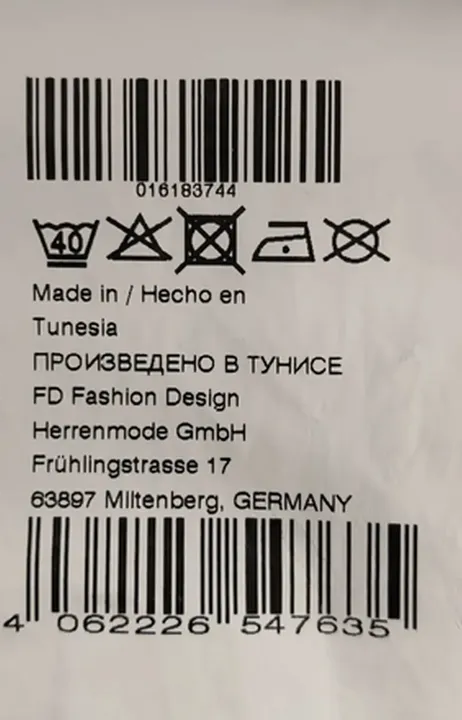 016183744
40
Made in / Hecho en
Tunesia
ПРОИЗВЕДЕНО В ТУНИСЕ
FD Fashion Design
Herrenmode GmbH
Frühlingstrasse 17
63897 Miltenberg, GERMANY
4 062226 547635